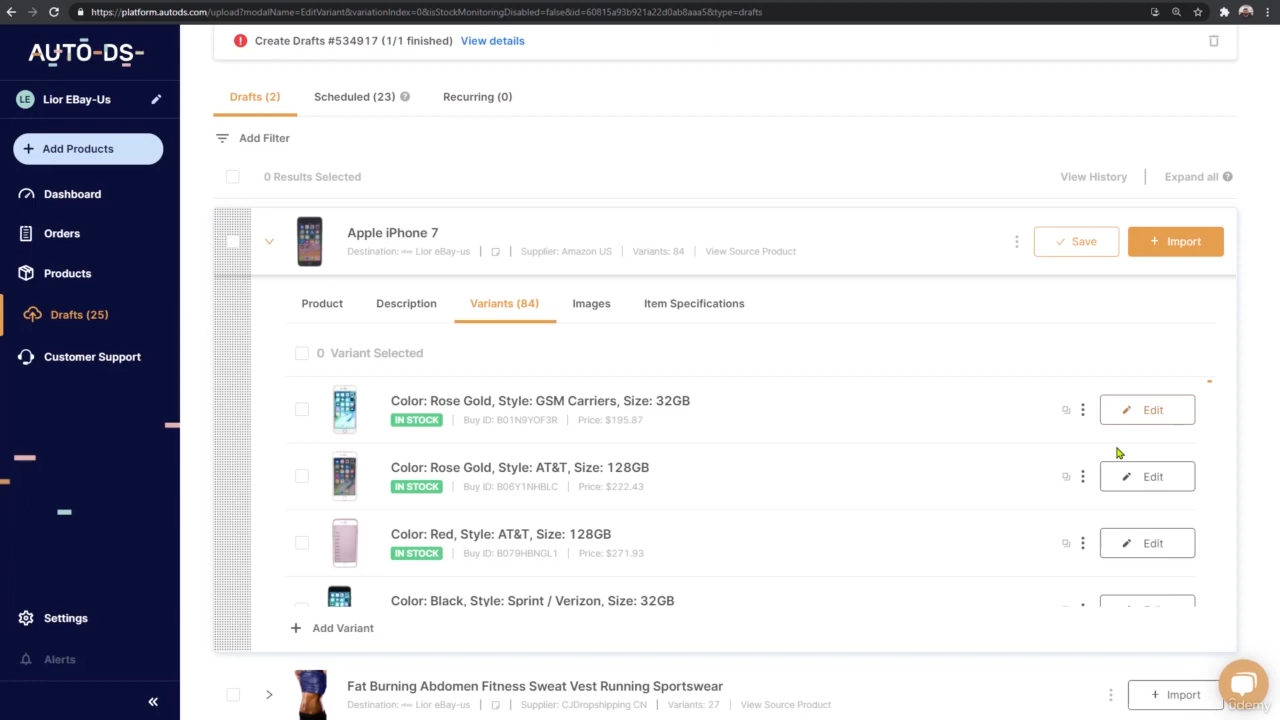 https://platform.autods.com/upload?modalName=EditVariant&variationIndex=0&isStockMonitoringDisabled=false&id=60815a93b921a22d0ab8aaa5&type=drafts
AUTO-DS-
LE Lior EBay-Us
Add Products
Dashboard
Orders
Products
Drafts (25)
Customer Support
Settings
Alerts
Create Drafts #534917 (1/1 finished) View details
Drafts (2) Scheduled (23) Recurring (0)
Add Filter
0 Results Selected View History Expand all
Apple iPhone 7
Destination: Lior eBay-us Supplier: Amazon US Variants: 84 View Source Product
Save + Import
Product Description Variants (84) Images Item Specifications
0 Variant Selected
Color: Rose Gold, Style: GSM Carriers, Size: 32GB
IN STOCK Buy ID: B01N9YOF3R Price: $195.87
Edit
Color: Rose Gold, Style: AT&T, Size: 128GB
IN STOCK Buy ID: B06Y1NHBLC Price: $222.43
Edit
Color: Red, Style: AT&T, Size: 128GB
IN STOCK Buy ID: B079HBNGL1 Price: $271.93
Edit
Color: Black, Style: Sprint / Verizon, Size: 32GB
+ Add Variant
Fat Burning Abdomen Fitness Sweat Vest Running Sportswear
Destination: Lior eBay-us Supplier: CJDropshipping CN Variants: 27 View Source Product
+ Import
ûdemy